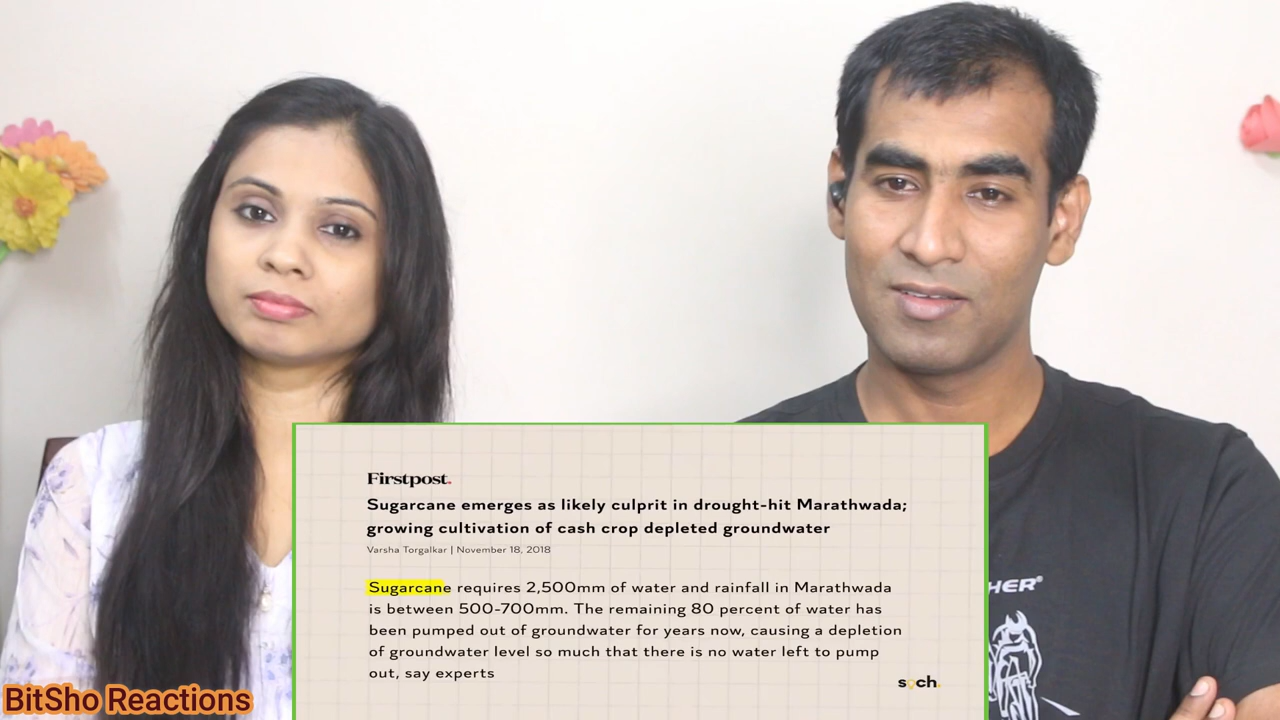 Firstpost.
Sugarcane emerges as likely culprit in drought-hit Marathwada;
growing cultivation of cash crop depleted groundwater
Varsha Torgalkar | November 18, 2018
Sugarcane requires 2,500mm of water and rainfall in Marathwada
is between 500-700mm. The remaining 80 percent of water has
been pumped out of groundwater for years now, causing a depletion
of groundwater level so much that there is no water left to pump
out, say experts
soch.
HER®
BitSho Reactions